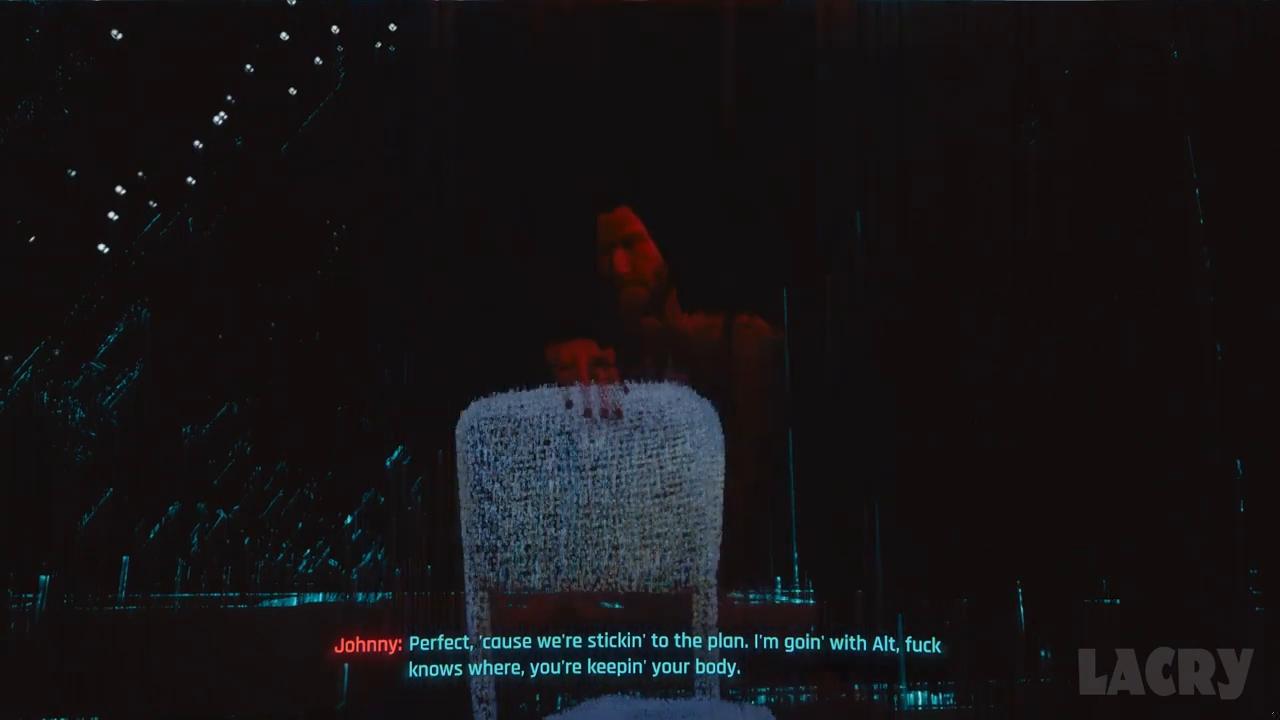 Johnny: Perfect, 'cause we're stickin' to the plan. I'm goin' with Alt, fuck
knows where, you're keepin' your body.
LACRY